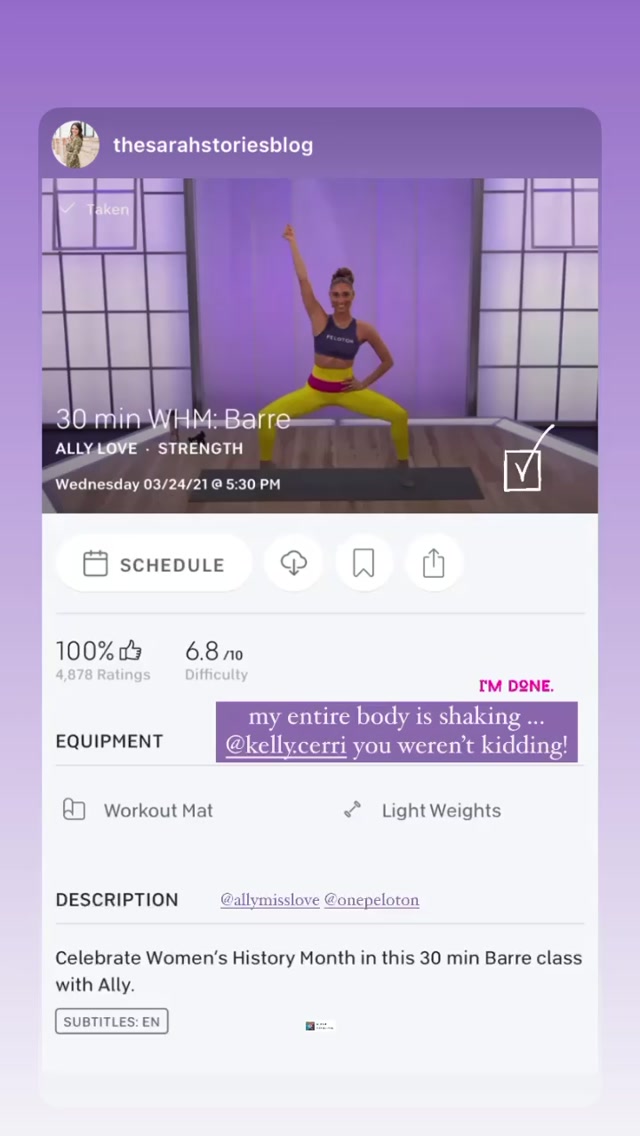 thesarahstoriesblog
Taken
PELOTON
30 min WHM: Barre
ALLY LOVE · STRENGTH
Wednesday 03/24/21 @ 5:30 PM
SCHEDULE
100%
4,878 Ratings
6.8 /10
Difficulty
I'M DONE.
my entire body is shaking ...
@kelly.cerri you weren't kidding!
EQUIPMENT
Workout Mat
Light Weights
DESCRIPTION
@allymisslove @onepeloton
Celebrate Women's History Month in this 30 min Barre class
with Ally.
SUBTITLES: EN